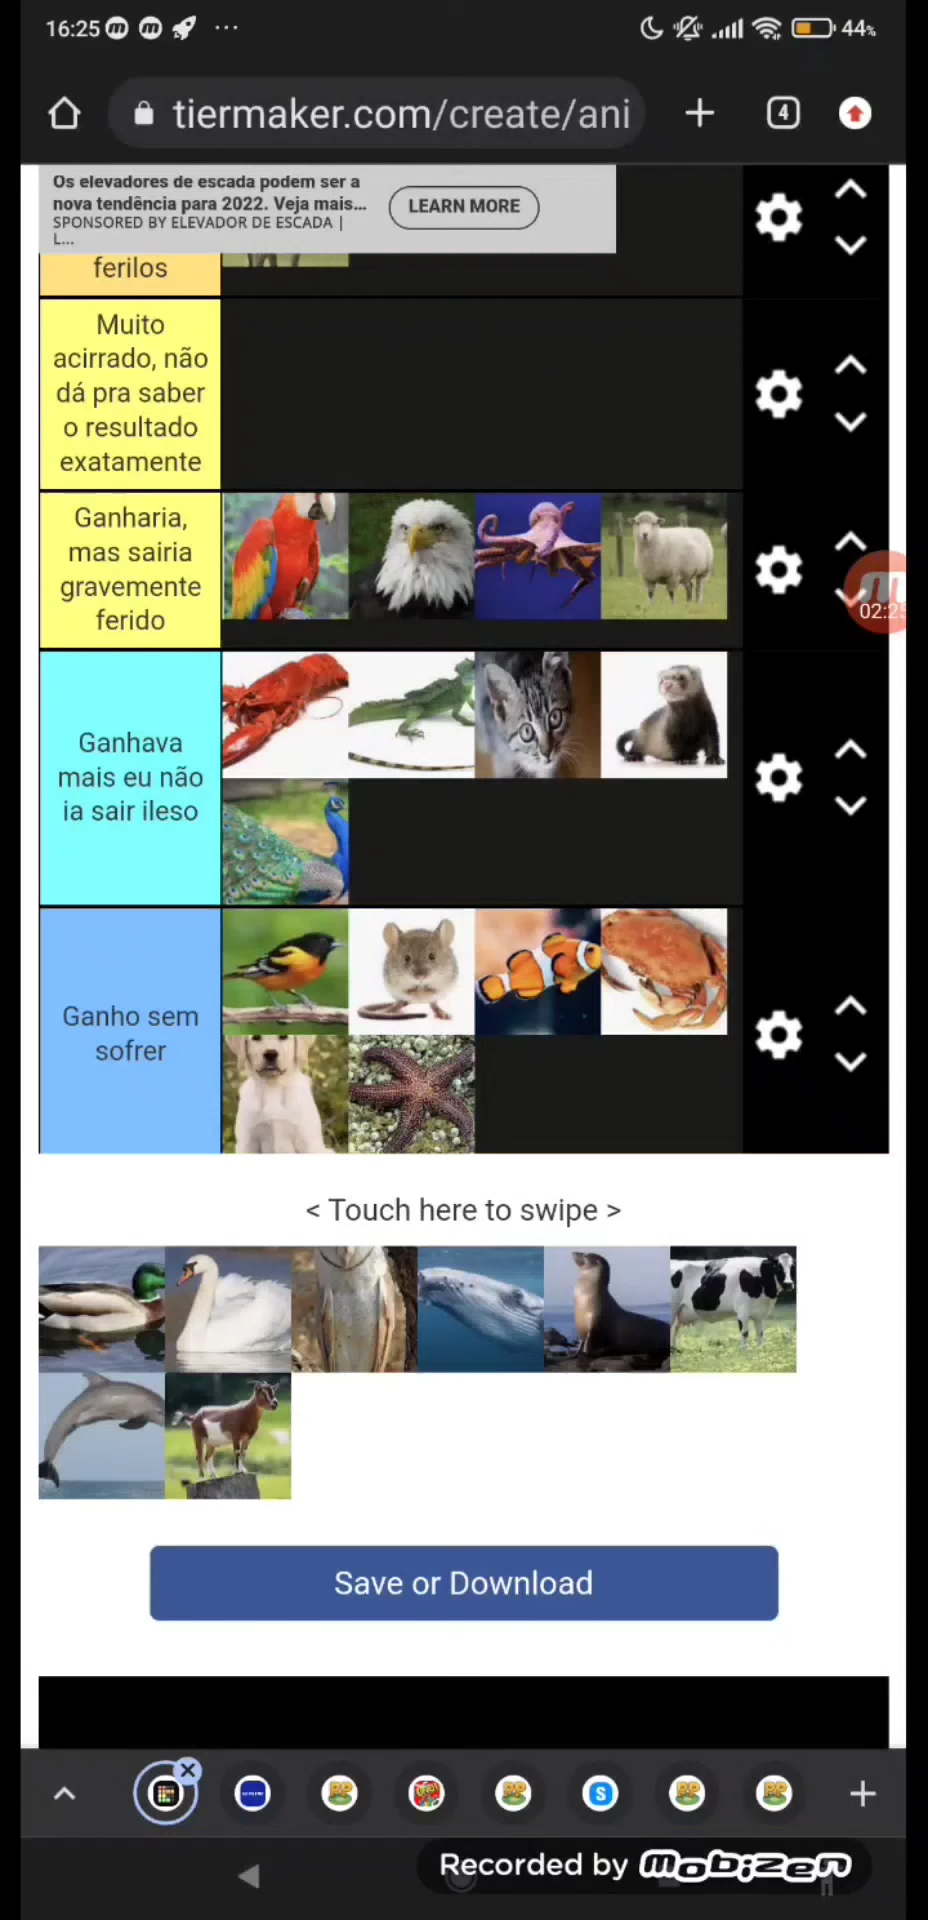 16:25
44%
tiermaker.com/create/ani
4
Os elevadores de escada podem ser a
nova tendência para 2022. Veja mais...
SPONSORED BY ELEVADOR DE ESCADA |
L...
LEARN MORE
ferilos
Muito
acirrado, não
dá pra saber
o resultado
exatamente
Ganharia,
mas sairia
gravemente
ferido
Ganhava
mais eu não
ia sair ileso
Ganho sem
sofrer
< Touch here to swipe >
Save or Download
Recorded by mobizen